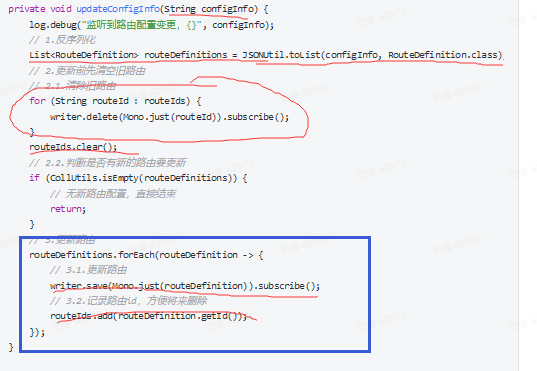 private void updateConfigInfo(String configInfo) {
log.debug("监听到路由配置变更，{}", configInfo);
// 1.反序列化
List<RouteDefinition> routeDefinitions = JSONUtil.toList(configInfo, RouteDefinition.class)
// 2.更新前先清空旧路由
// 2.1.清除旧路由
for (String routeId : routeIds) {
writer.delete(Mono.just(routeId)).subscribe();
}
routeIds.clear();
// 2.2.判断是否有新的路由要更新
if (CollUtils.isEmpty(routeDefinitions)) {
// 无新路由配置，直接结束
return;
}
// 3.更新路由
routeDefinitions.forEach(routeDefinition -> {
// 3.1.更新路由
writer.save(Mono.just(routeDefinition)).subscribe();
// 3.2.记录路由id，方便将来删除
routeIds.add(routeDefinition.getId());
});
}